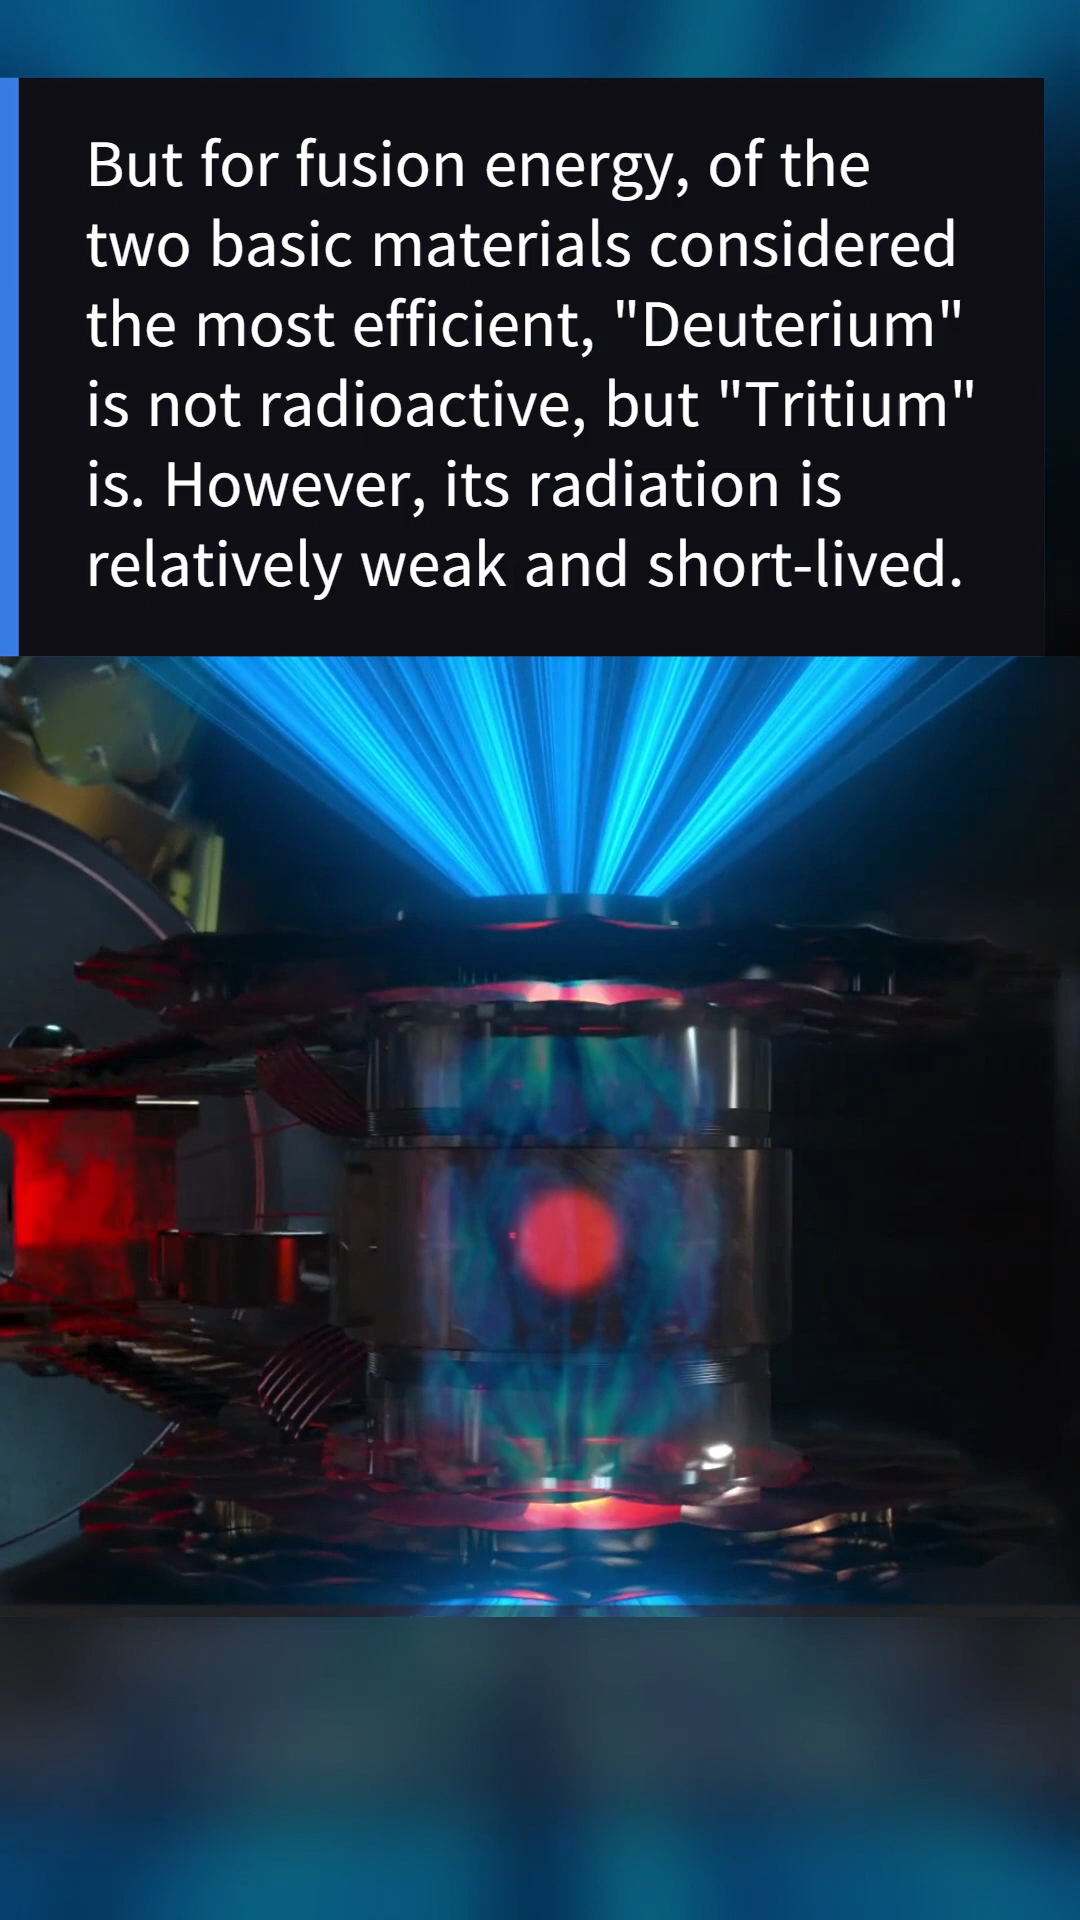 But for fusion energy, of the
two basic materials considered
the most efficient, "Deuterium"
is not radioactive, but "Tritium"
is. However, its radiation is
relatively weak and short-lived.